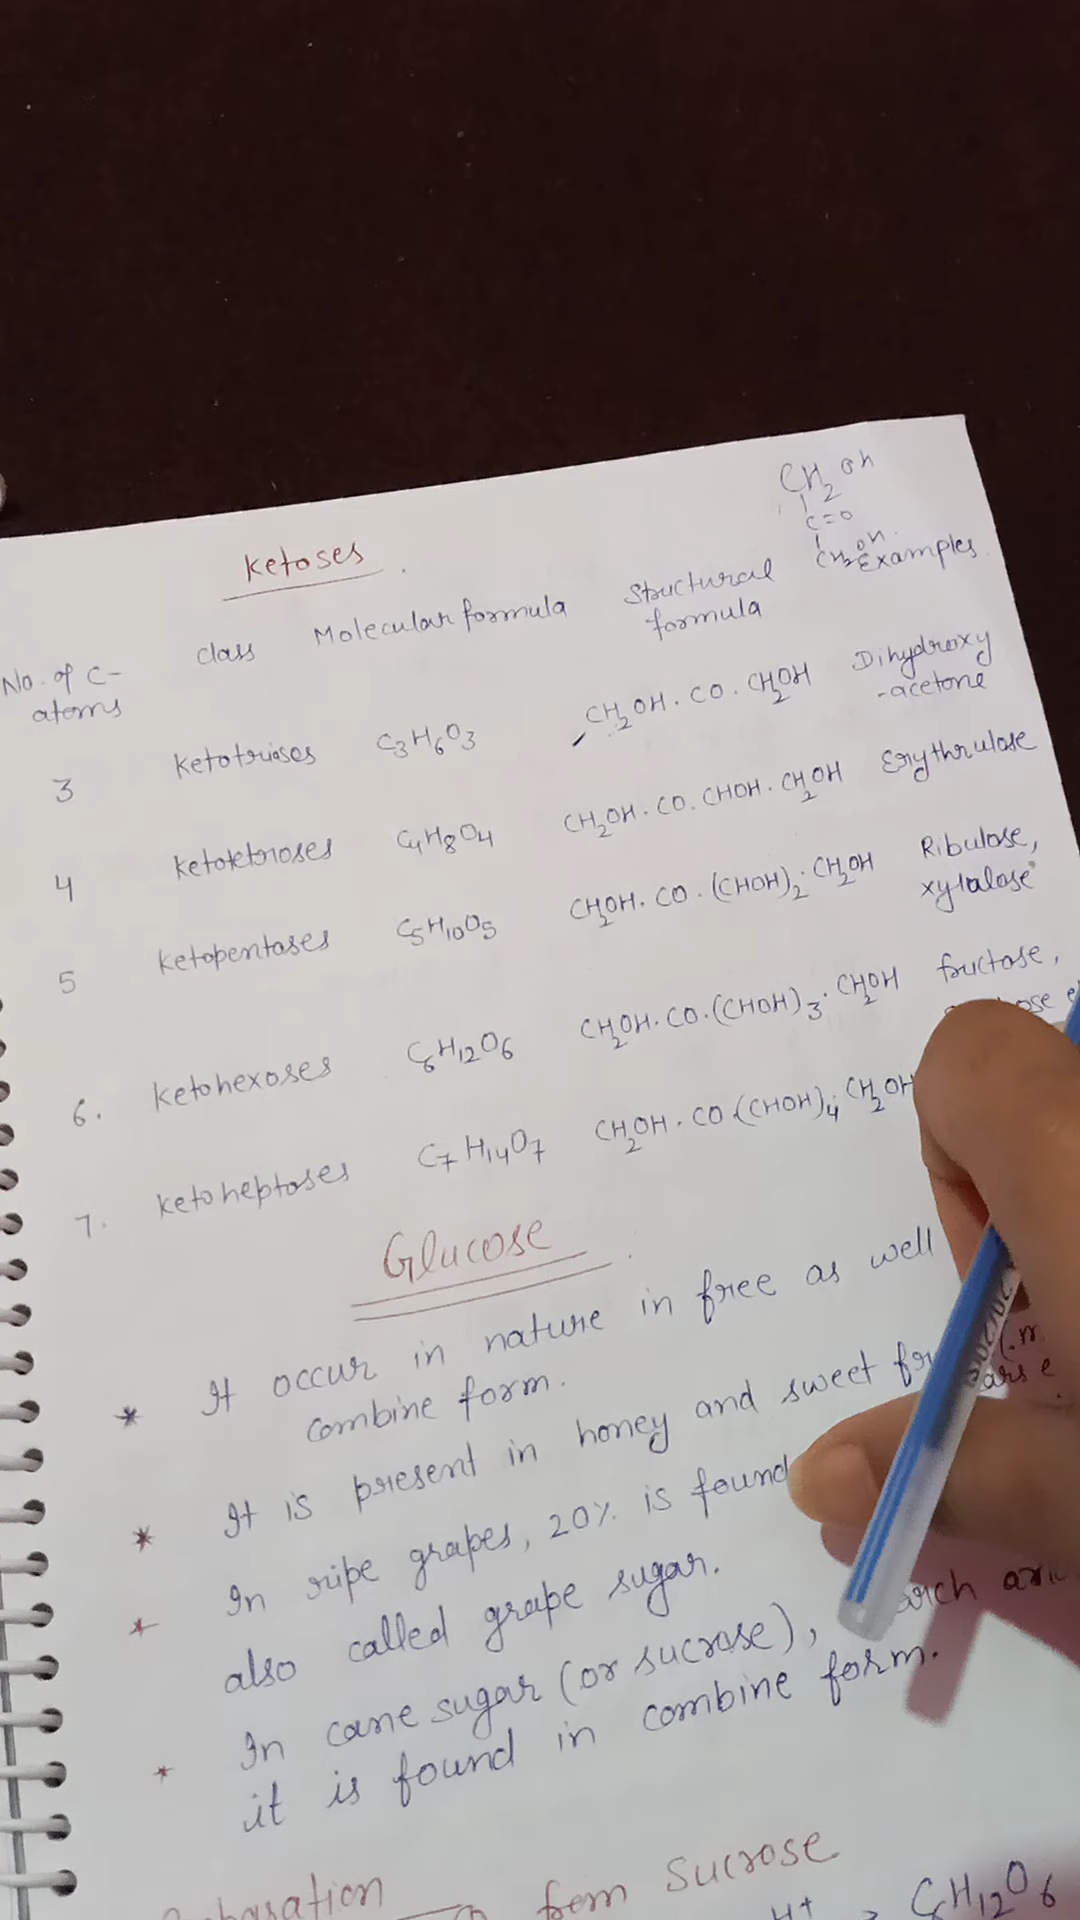 CH₂OH
C=O
CH₂OH
Ketoses
No. of C-atoms class Molecular formula Structural formula Examples
3 Ketotrioses C₃H₆O₃ CH₂OH.CO.CH₂OH Dihydroxy-acetone
4 Ketotetroses C₄H₈O₄ CH₂OH.CO.CHOH.CH₂OH Erythrulose
5 Ketopentoses C₅H₁₀O₅ CH₂OH.CO.(CHOH)₂.CH₂OH Ribulose, xylulose
6. Ketohexoses C₆H₁₂O₆ CH₂OH.CO.(CHOH)₃.CH₂OH fructose,
7. Ketoheptoses C₇H₁₄O₇ CH₂OH.CO.(CHOH)₄.CH₂OH
Glucose
* It occur in nature in free as well
combine form.
* It is present in honey and sweet
* In ripe grapes, 20% is found
also called grape sugar.
* In cane sugar (or sucrose),
it is found in combine form.
from Sucrose
H⁺ → C₆H₁₂O₆